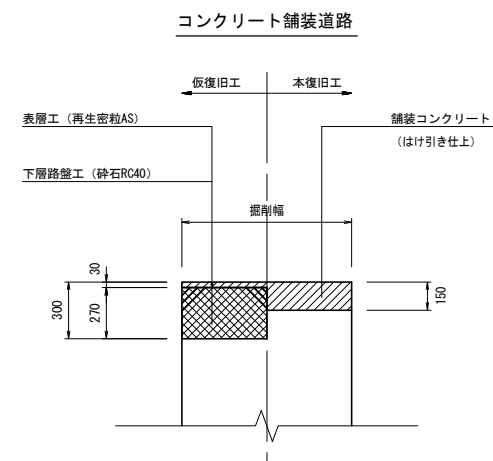 コンクリート舗装道路
仮復旧工
本復旧工
表層工（再生密粒AS）
舗装コンクリート
（はけ引き仕上）
下層路盤工（砕石RC40）
掘削幅
30
300
270
150